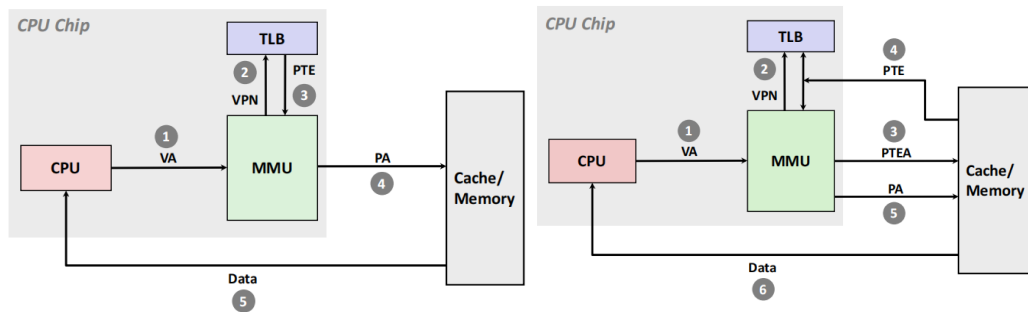 CPU Chip
TLB
2
PTE
VPN
3
1
VA
CPU
MMU
PA
4
Cache/
Memory
Data
5
CPU Chip
TLB
4
2
PTE
VPN
1
3
VA
PTEA
CPU
MMU
Cache/
Memory
PA
5
Data
6